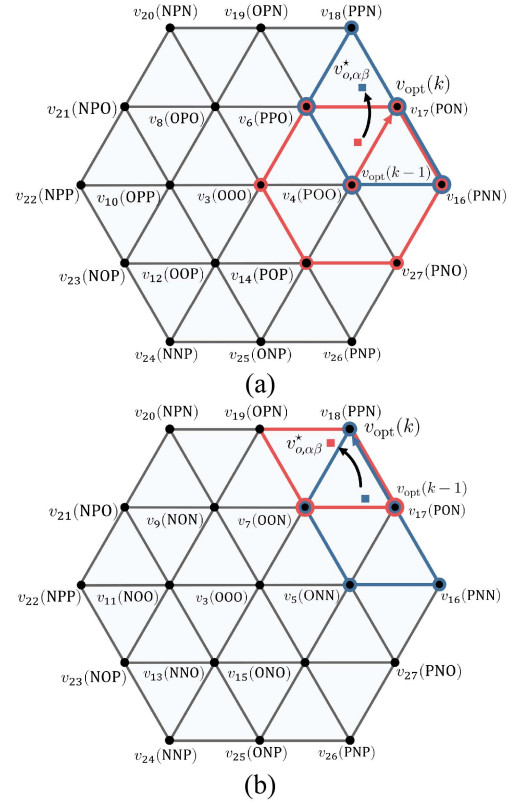 v₂₀(NPN) v₁₉(OPN) v₁₈(PPN)
v⋆ₒ,αβ v_opt(k)
v₂₁(NPO) v₈(OPO) v₆(PPO) v₁₇(PON)
v_opt(k−1)
v₂₂(NPP) v₁₀(OPP) v₃(OOO) v₄(POO) v₁₆(PNN)
v₂₃(NOP) v₁₂(OOP) v₁₄(POP) v₂₇(PNO)
v₂₄(NNP) v₂₅(ONP) v₂₆(PNP)
(a)
v₂₀(NPN) v₁₉(OPN) v₁₈(PPN)
v⋆ₒ,αβ v_opt(k)
v_opt(k−1)
v₂₁(NPO) v₉(NON) v₇(OON) v₁₇(PON)
v₂₂(NPP) v₁₁(NOO) v₃(OOO) v₅(ONN) v₁₆(PNN)
v₂₃(NOP) v₁₃(NNO) v₁₅(ONO) v₂₇(PNO)
v₂₄(NNP) v₂₅(ONP) v₂₆(PNP)
(b)